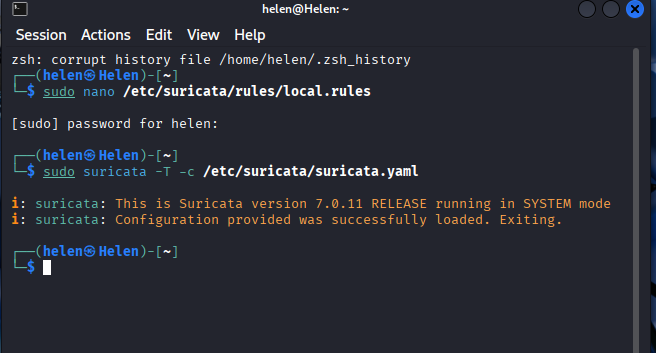 helen@Helen: ~
Session Actions Edit View Help
zsh: corrupt history file /home/helen/.zsh_history
┌──(helen㉿Helen)-[~]
└─$ sudo nano /etc/suricata/rules/local.rules
[sudo] password for helen:
┌──(helen㉿Helen)-[~]
└─$ sudo suricata -T -c /etc/suricata/suricata.yaml
i: suricata: This is Suricata version 7.0.11 RELEASE running in SYSTEM mode
i: suricata: Configuration provided was successfully loaded. Exiting.
┌──(helen㉿Helen)-[~]
└─$